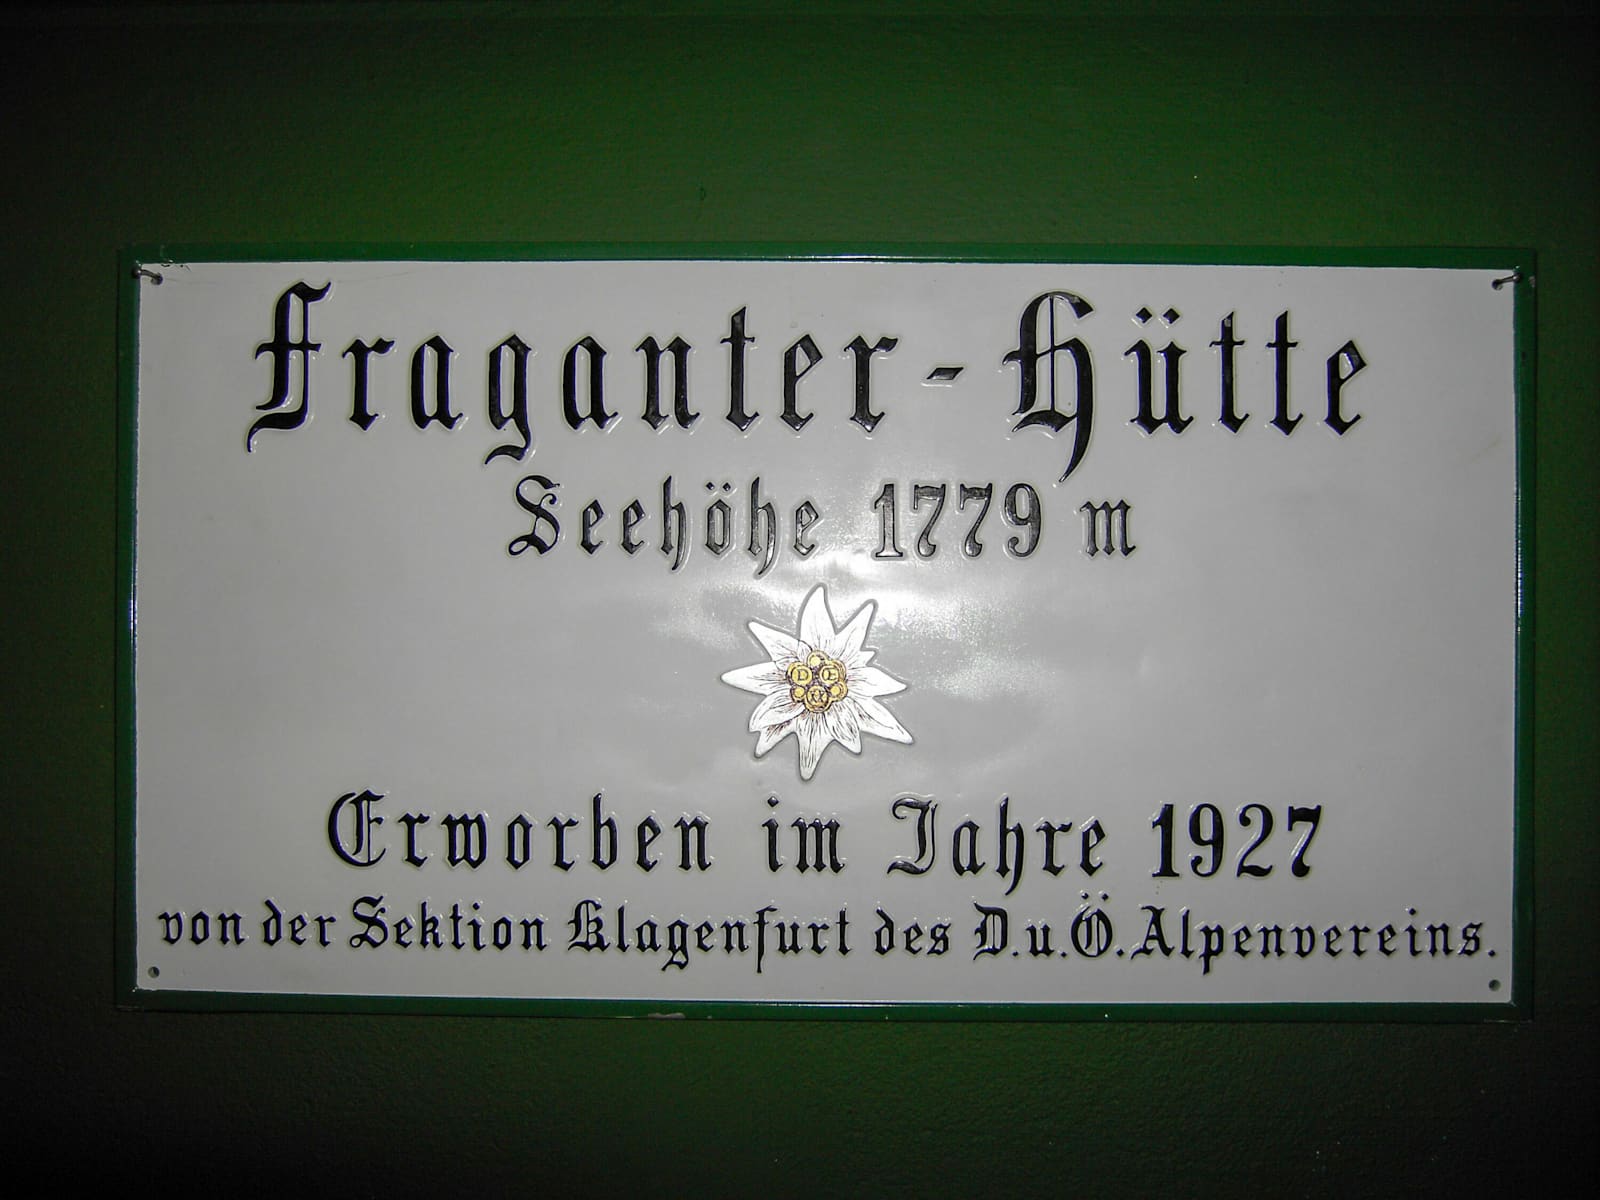 Fraganter-Hütte
Seehöhe 1779 m
Erworben im Jahre 1927
von der Sektion Klagenfurt des D.u.Ö.Alpenvereins.